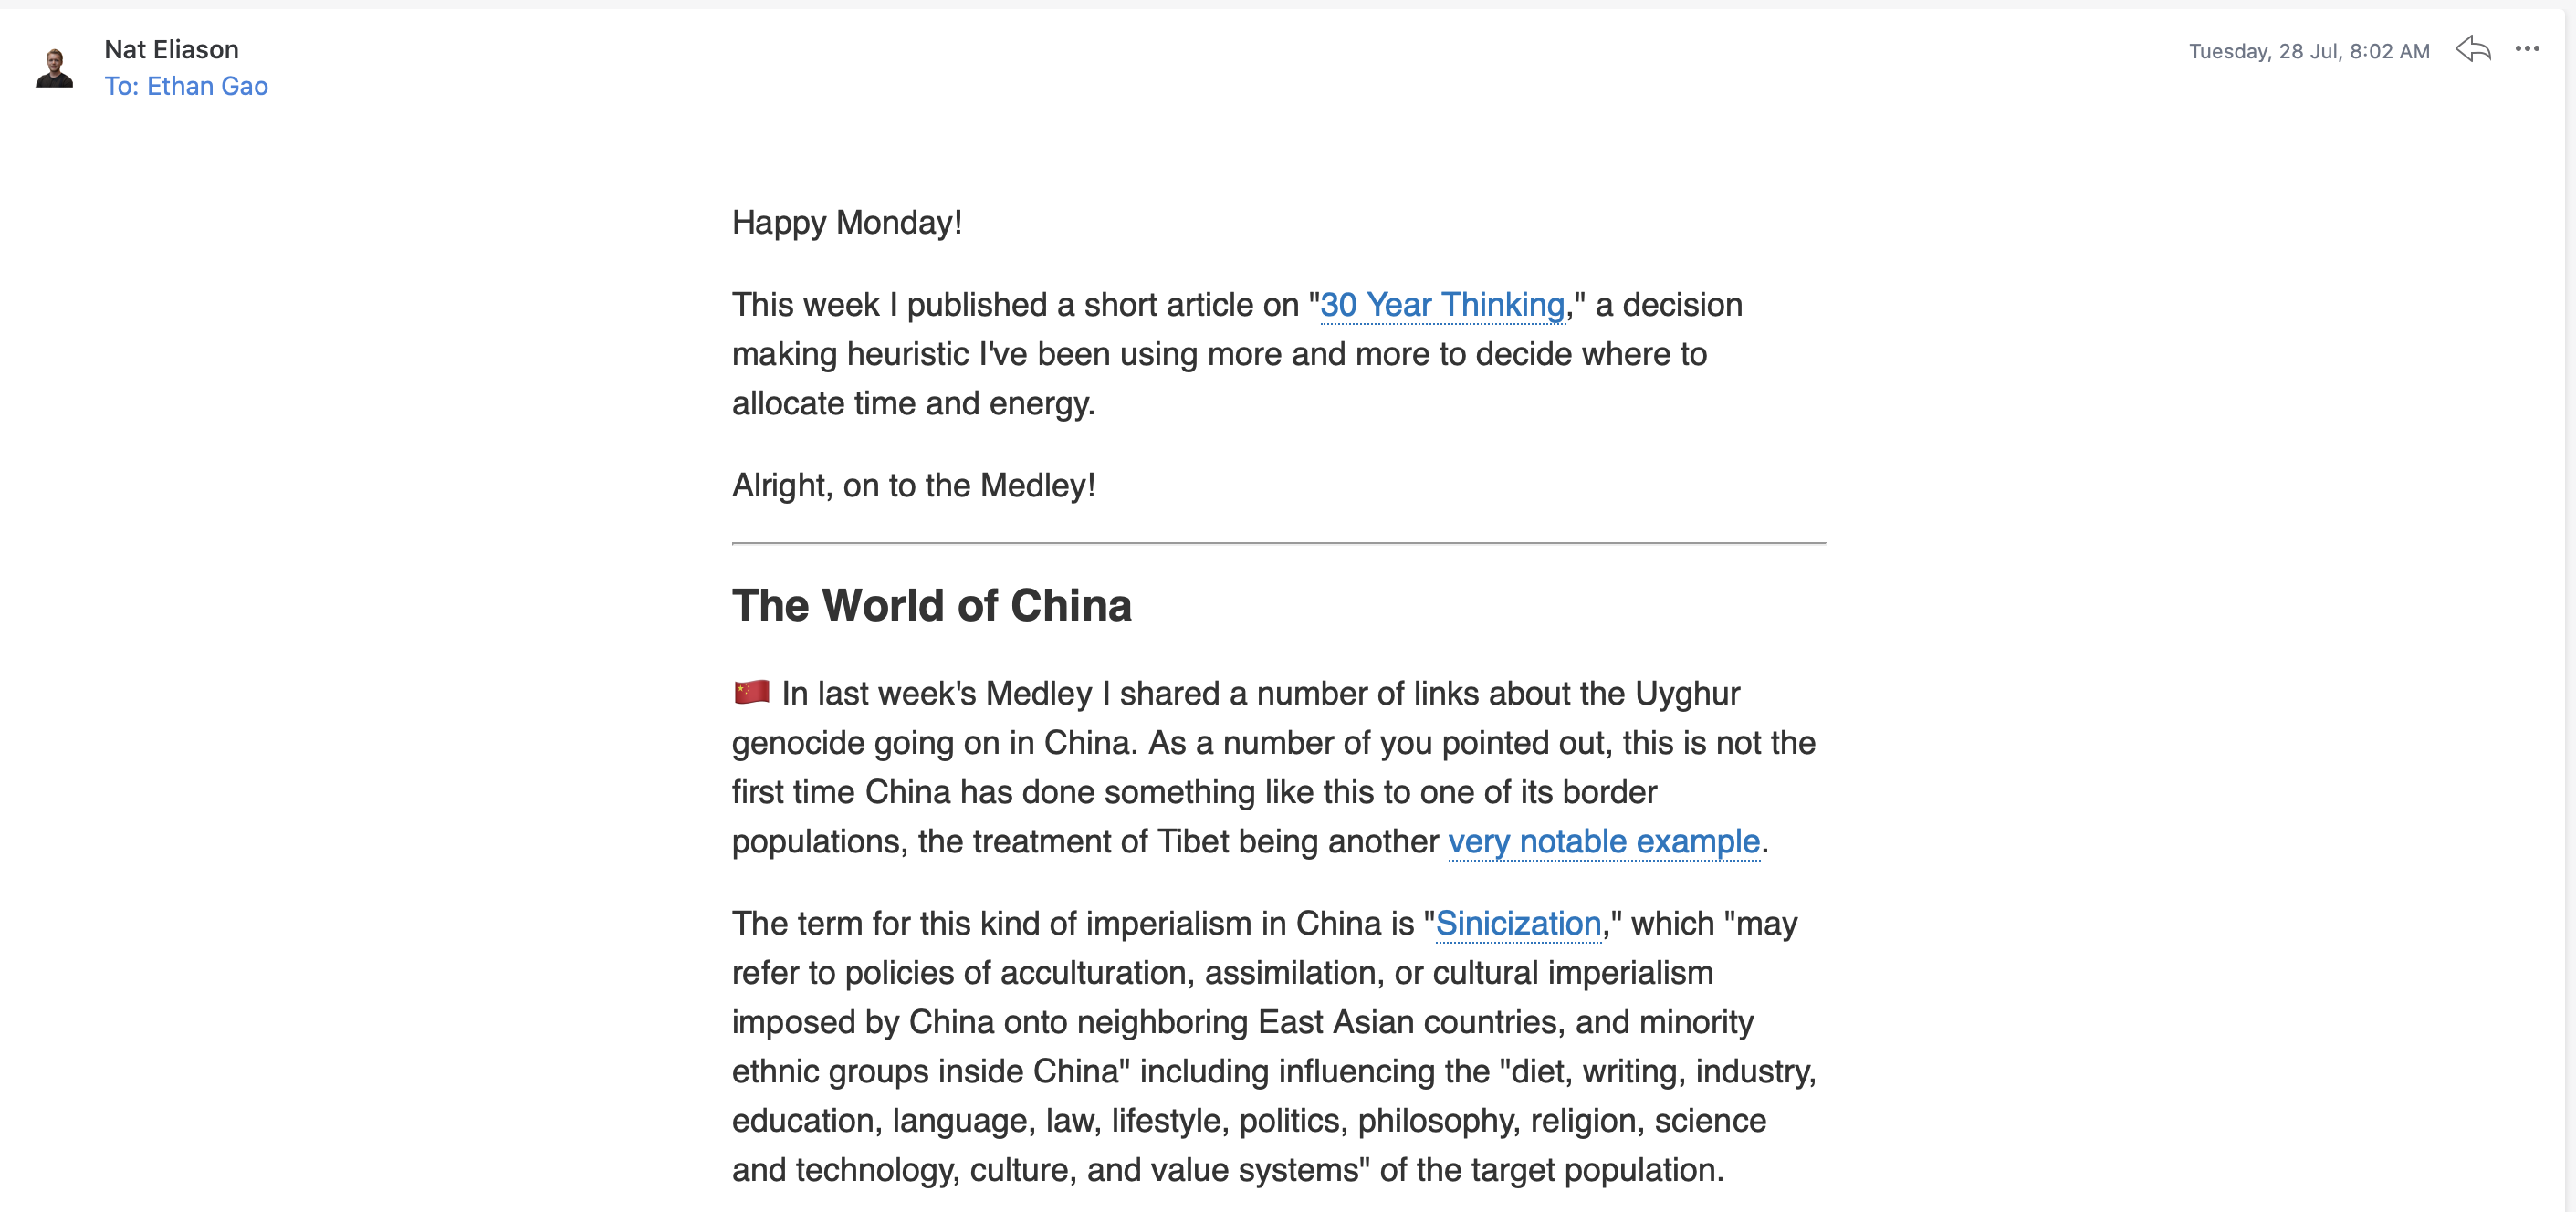 Nat Eliason
To: Ethan Gao
Tuesday, 28 Jul, 8:02 AM
Happy Monday!
This week I published a short article on "30 Year Thinking," a decision
making heuristic I've been using more and more to decide where to
allocate time and energy.
Alright, on to the Medley!
The World of China
🇨🇳 In last week's Medley I shared a number of links about the Uyghur
genocide going on in China. As a number of you pointed out, this is not the
first time China has done something like this to one of its border
populations, the treatment of Tibet being another very notable example.
The term for this kind of imperialism in China is "Sinicization," which "may
refer to policies of acculturation, assimilation, or cultural imperialism
imposed by China onto neighboring East Asian countries, and minority
ethnic groups inside China" including influencing the "diet, writing, industry,
education, language, law, lifestyle, politics, philosophy, religion, science
and technology, culture, and value systems" of the target population.